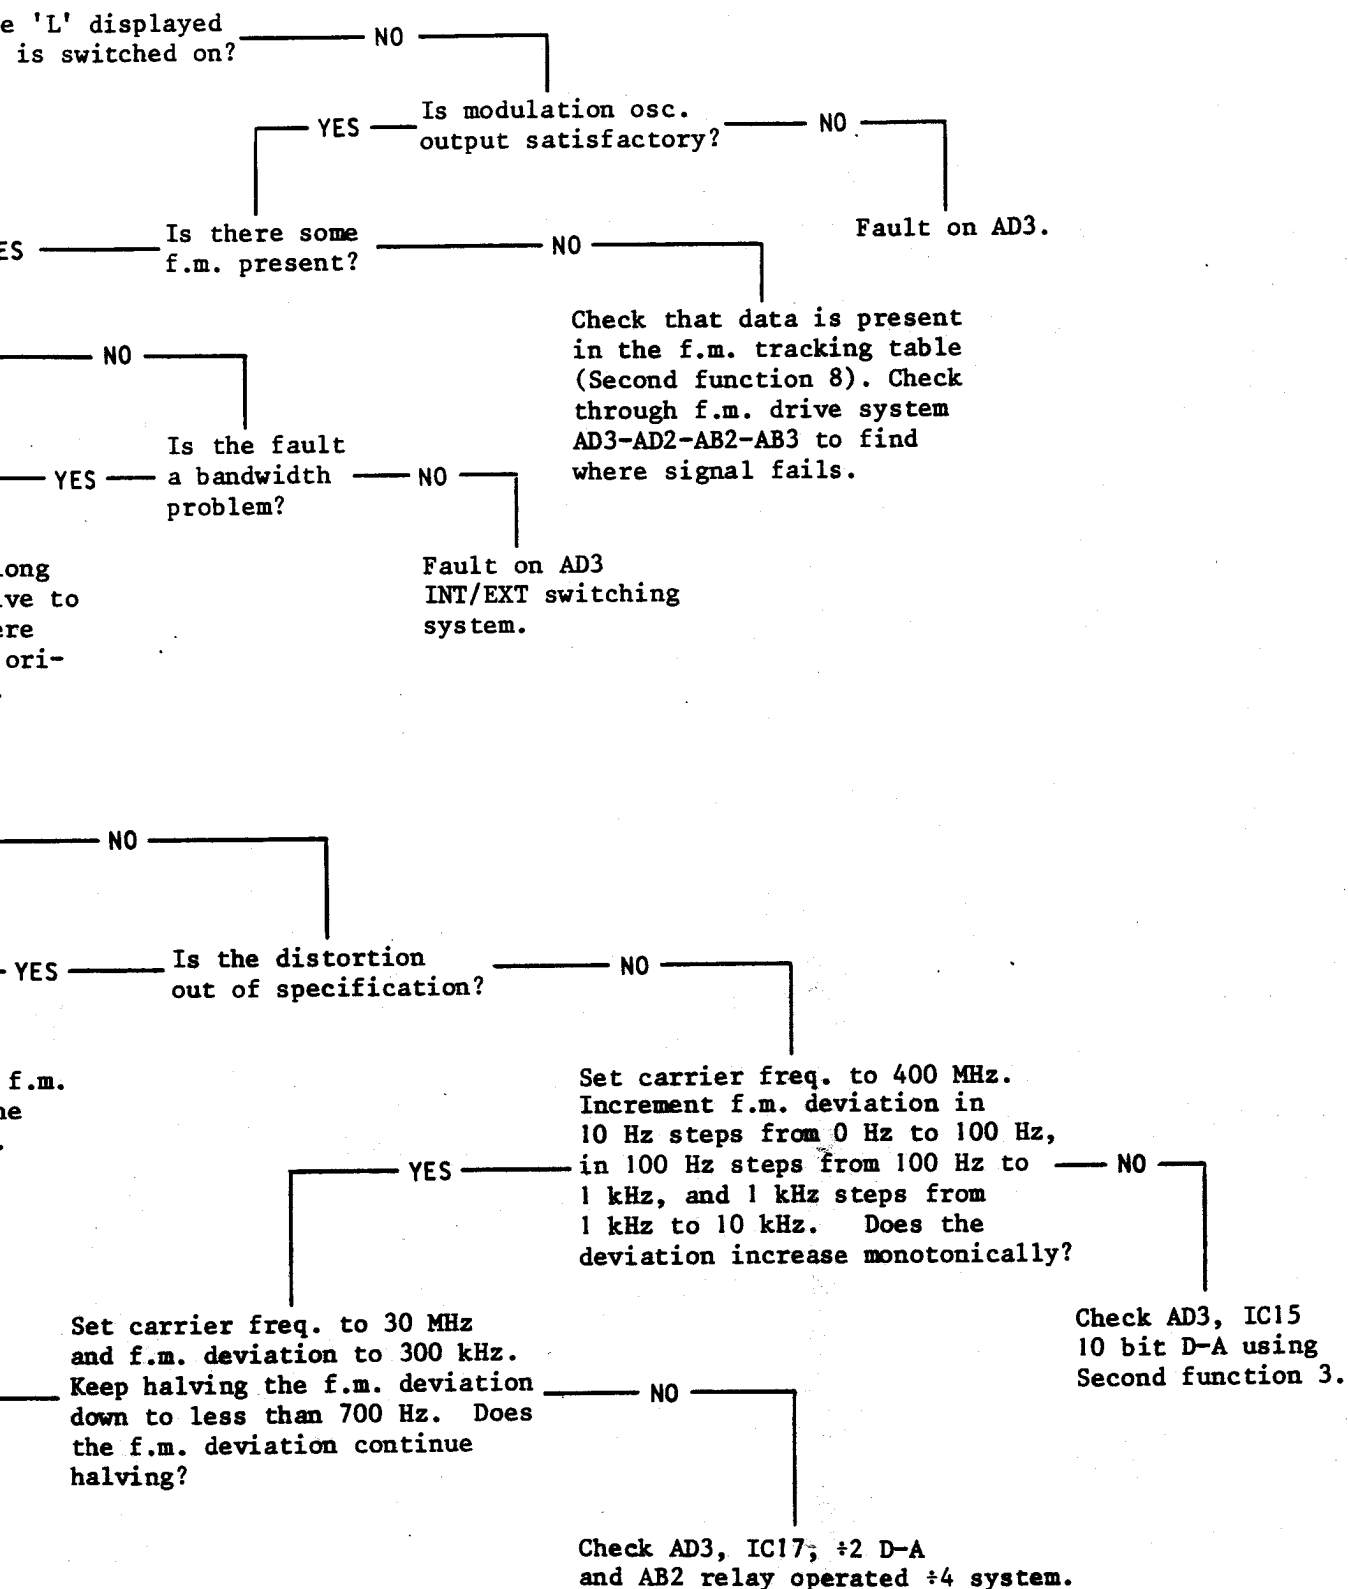 e 'L' displayed
is switched on?
NO
Is modulation osc.
output satisfactory?
YES
NO
Fault on AD3.
Is there some
f.m. present?
ES
NO
Check that data is present
in the f.m. tracking table
(Second function 8). Check
through f.m. drive system
AD3-AD2-AB2-AB3 to find
where signal fails.
NO
Is the fault
a bandwidth
problem?
YES
NO
Fault on AD3
INT/EXT switching
system.
long
ive to
ere
ori-
.
NO
Is the distortion
out of specification?
YES
NO
f.m.
he
.
Set carrier freq. to 400 MHz.
Increment f.m. deviation in
10 Hz steps from 0 Hz to 100 Hz,
in 100 Hz steps from 100 Hz to
1 kHz, and 1 kHz steps from
1 kHz to 10 kHz. Does the
deviation increase monotonically?
YES
NO
Check AD3, IC15
10 bit D-A using
Second function 3.
Set carrier freq. to 30 MHz
and f.m. deviation to 300 kHz.
Keep halving the f.m. deviation
down to less than 700 Hz. Does
the f.m. deviation continue
halving?
NO
Check AD3, IC17, ÷2 D-A
and AB2 relay operated ÷4 system.